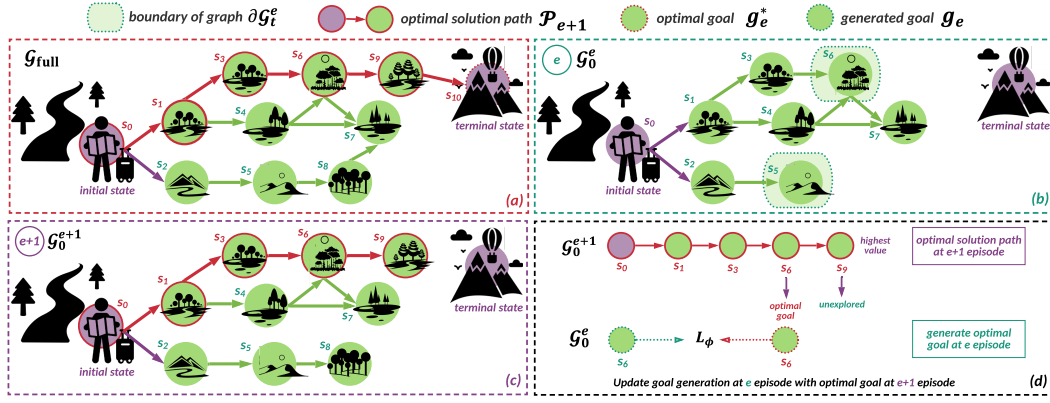 boundary of graph ∂𝒢ₜᵉ
optimal solution path 𝒫ₑ₊₁
optimal goal gₑ*
generated goal gₑ
𝒢_full
s₀
s₁
s₂
s₃
s₄
s₅
s₆
s₇
s₈
s₉
s₁₀
initial state
terminal state
(a)
e 𝒢₀ᵉ
s₀
s₁
s₂
s₃
s₄
s₅
s₆
s₇
initial state
terminal state
(b)
e+1 𝒢₀ᵉ⁺¹
s₀
s₁
s₂
s₃
s₄
s₅
s₆
s₇
s₈
s₉
initial state
terminal state
(c)
𝒢₀ᵉ⁺¹
s₀ s₁ s₃ s₆ s₉
highest
value
optimal solution path
at e+1 episode
optimal
goal
unexplored
𝒢₀ᵉ
s₆
L_ϕ
s₆
generate optimal
goal at e episode
Update goal generation at e episode with optimal goal at e+1 episode
(d)